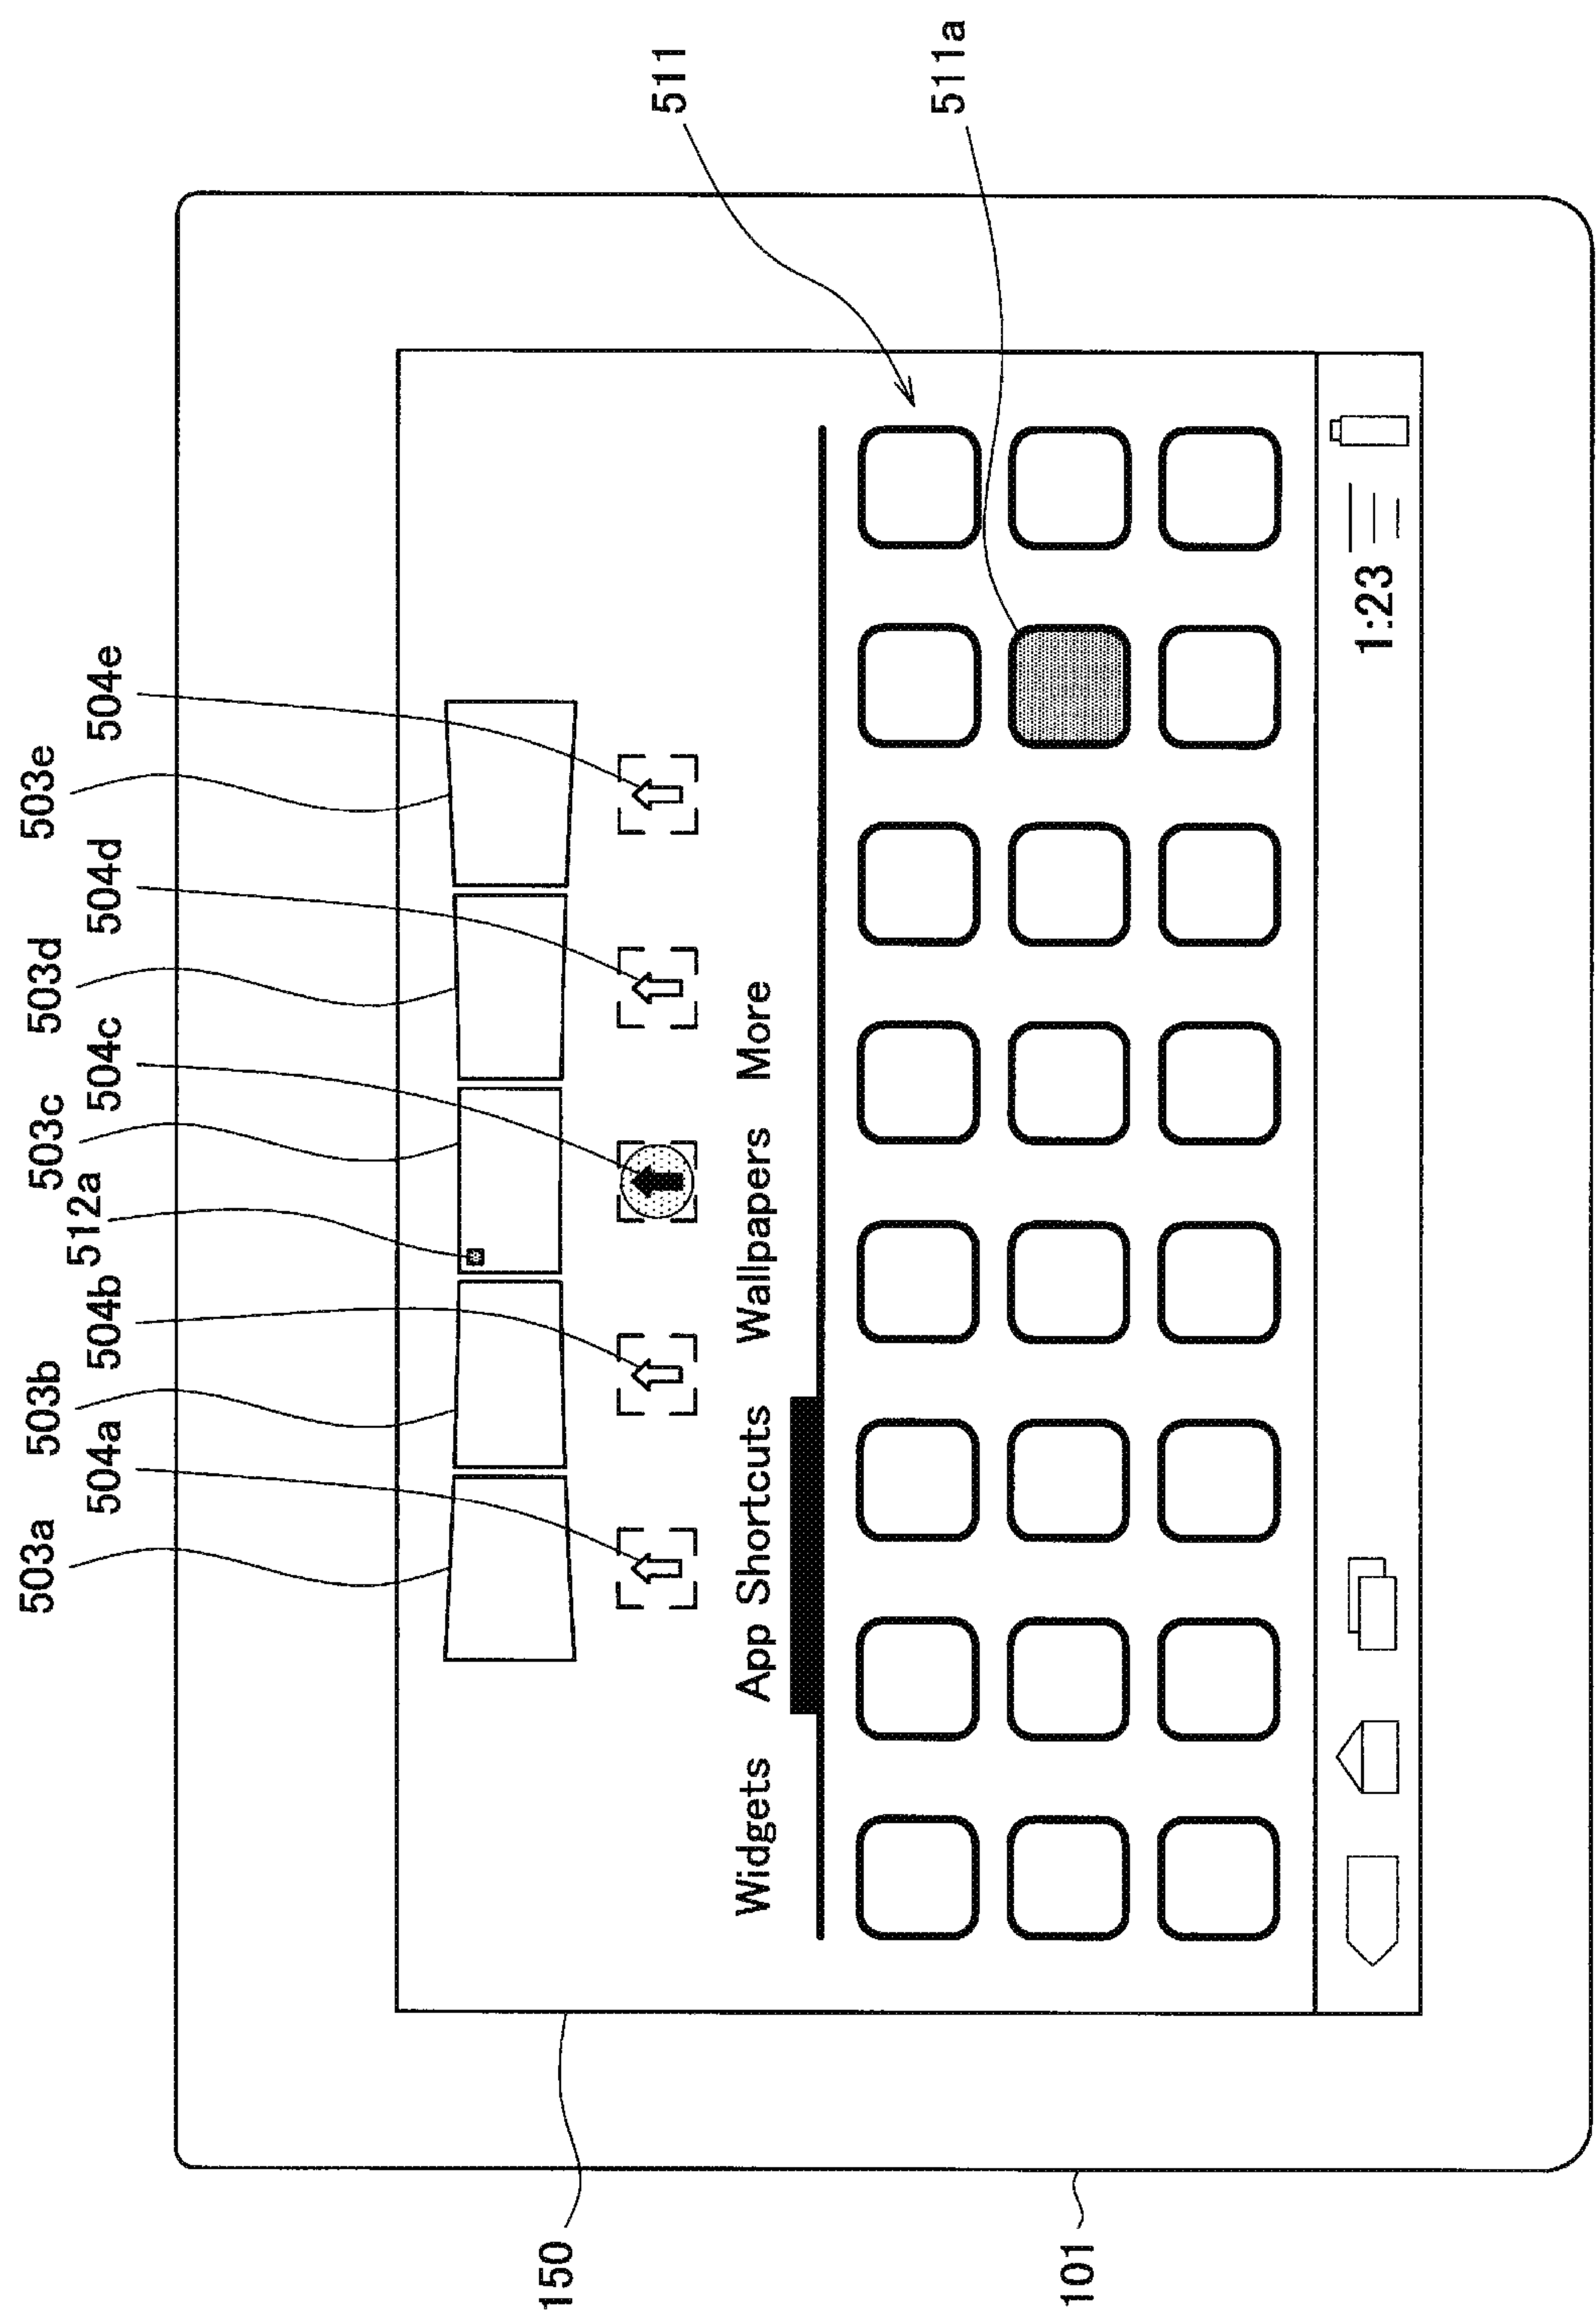 503a 503b 503c 503d 503e
504a 504b 512a 504c 504d 504e
511
511a
150
101
Widgets App Shortcuts Wallpapers More
1:23